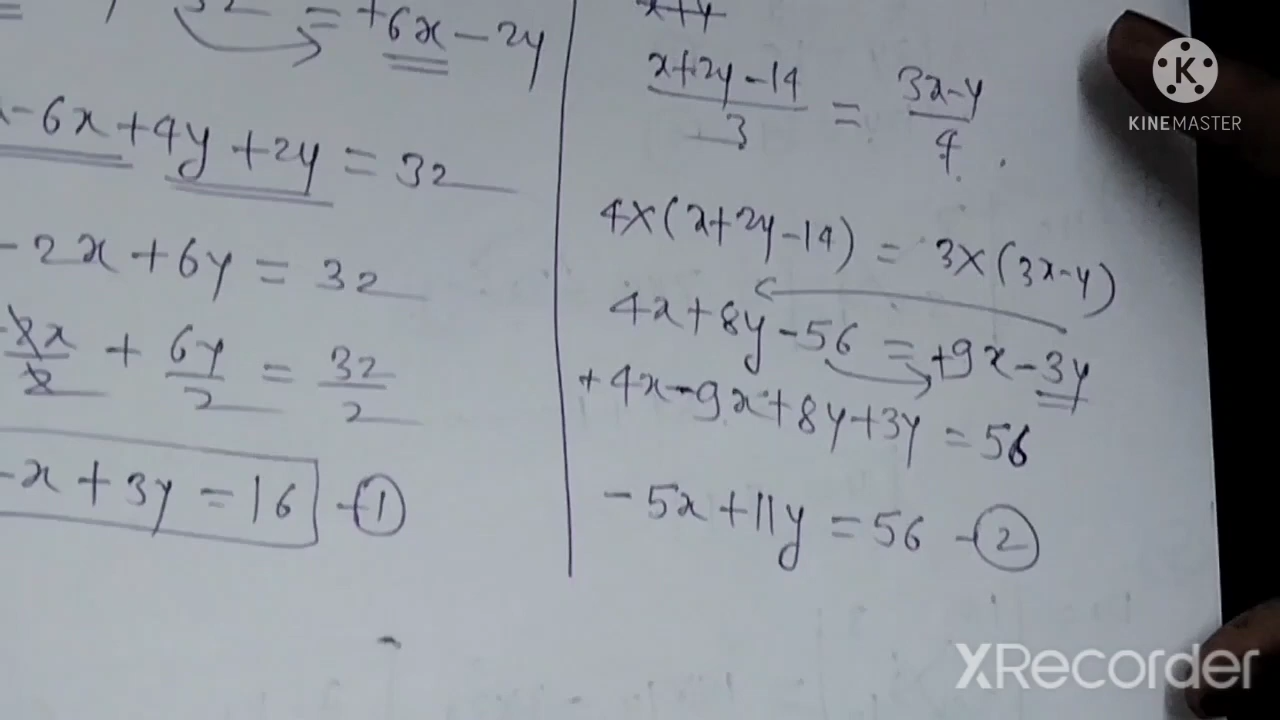 32 = +6x - 2y
- 6x + 4y + 2y = 32
- 2x + 6y = 32
- 2x/2 + 6y/2 = 32/2
- x + 3y = 16 - ①
x+y
x+2y-14/3 = 3x-y/4
4×(x+2y-14) = 3×(3x-y)
4x+8y-56 = +9x-3y
+4x-9x+8y+3y = 56
-5x+11y = 56 - ②
K
KINEMASTER
XRecorder